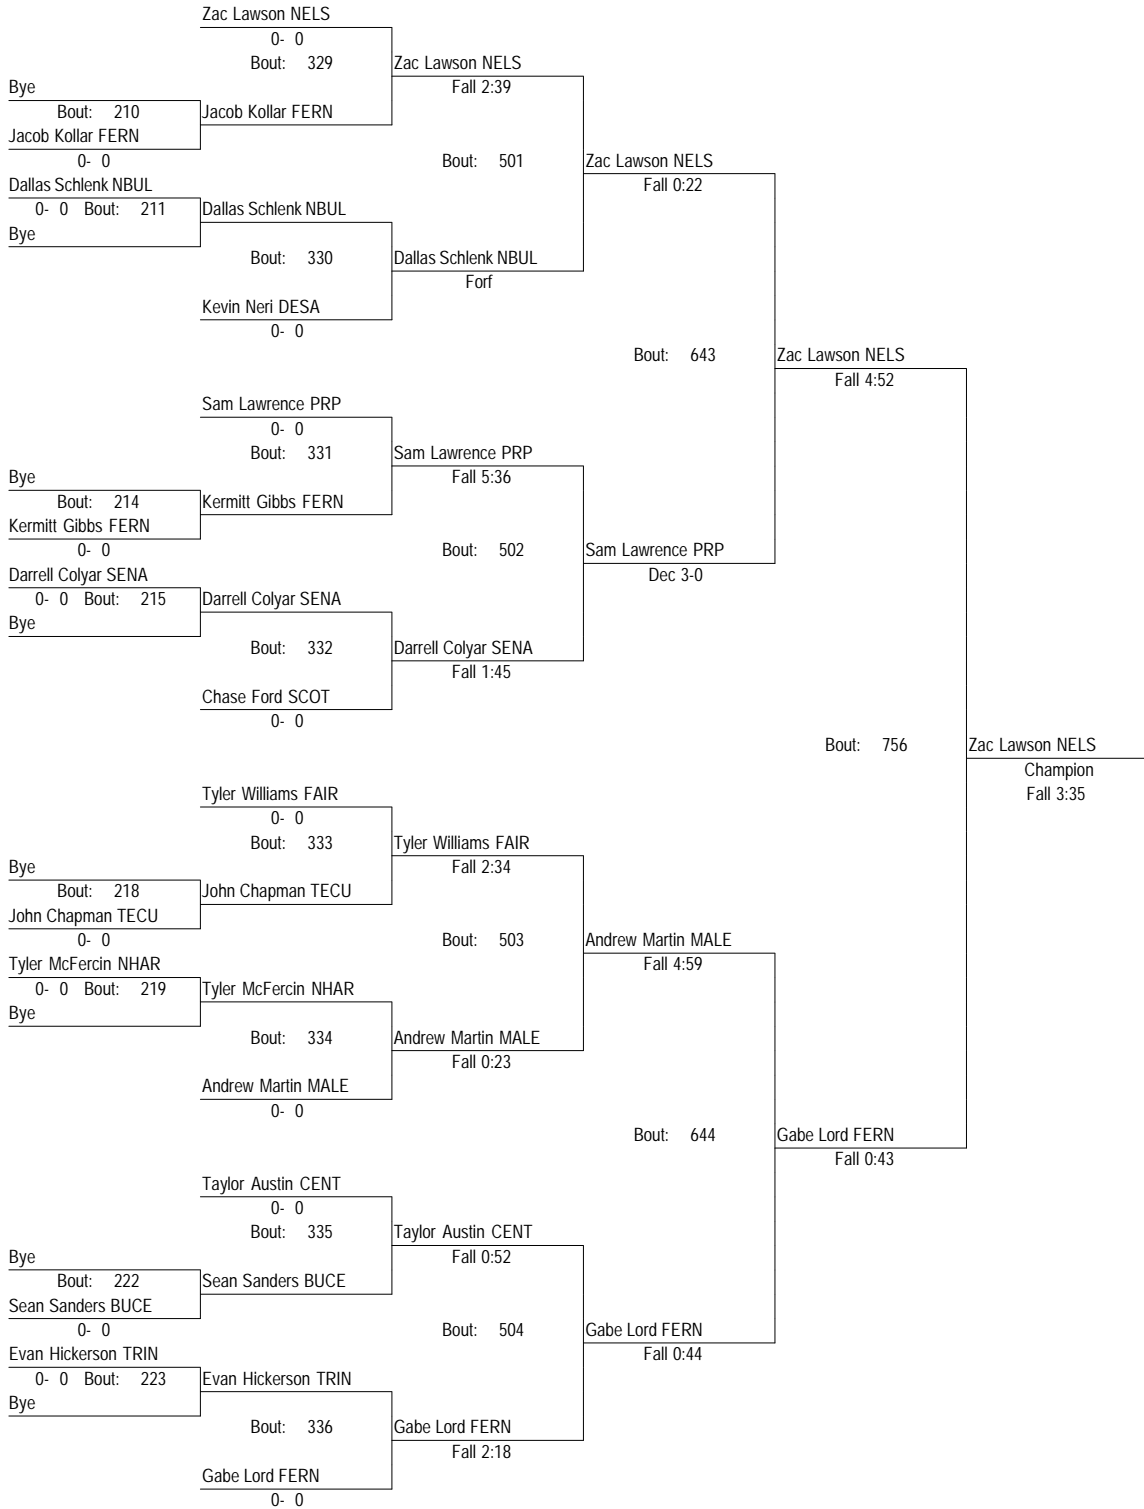 Zac Lawson NELS
0- 0
Bout: 329
Zac Lawson NELS
Bye
Fall 2:39
Bout: 210
Jacob Kollar FERN
Jacob Kollar FERN
0- 0
Bout: 501
Zac Lawson NELS
Dallas Schlenk NBUL
Fall 0:22
0- 0 Bout: 211
Dallas Schlenk NBUL
Bye
Bout: 330
Dallas Schlenk NBUL
Forf
Kevin Neri DESA
0- 0
Bout: 643
Zac Lawson NELS
Fall 4:52
Sam Lawrence PRP
0- 0
Bout: 331
Sam Lawrence PRP
Bye
Fall 5:36
Bout: 214
Kermitt Gibbs FERN
Kermitt Gibbs FERN
0- 0
Bout: 502
Sam Lawrence PRP
Darrell Colyar SENA
Dec 3-0
0- 0 Bout: 215
Darrell Colyar SENA
Bye
Bout: 332
Darrell Colyar SENA
Fall 1:45
Chase Ford SCOT
0- 0
Bout: 756
Zac Lawson NELS
Champion
Fall 3:35
Tyler Williams FAIR
0- 0
Bout: 333
Tyler Williams FAIR
Bye
Fall 2:34
Bout: 218
John Chapman TECU
John Chapman TECU
0- 0
Bout: 503
Andrew Martin MALE
Tyler McFercin NHAR
Fall 4:59
0- 0 Bout: 219
Tyler McFercin NHAR
Bye
Bout: 334
Andrew Martin MALE
Fall 0:23
Andrew Martin MALE
0- 0
Bout: 644
Gabe Lord FERN
Fall 0:43
Taylor Austin CENT
0- 0
Bout: 335
Taylor Austin CENT
Bye
Fall 0:52
Bout: 222
Sean Sanders BUCE
Sean Sanders BUCE
0- 0
Bout: 504
Gabe Lord FERN
Evan Hickerson TRIN
Fall 0:44
0- 0 Bout: 223
Evan Hickerson TRIN
Bye
Bout: 336
Gabe Lord FERN
Fall 2:18
Gabe Lord FERN
0- 0